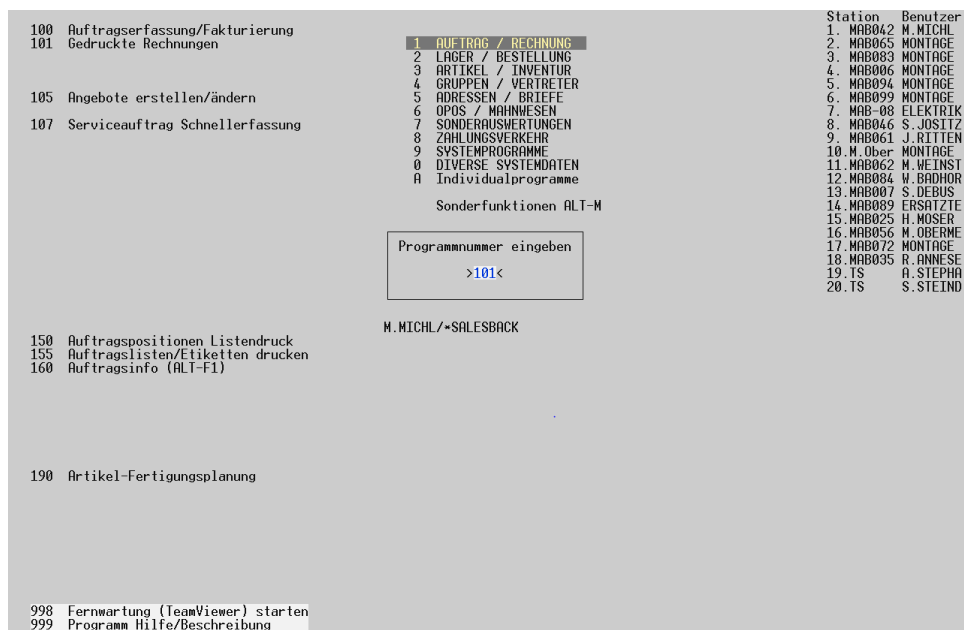 100 Auftragserfassung/Fakturierung
101 Gedruckte Rechnungen
105 Angebote erstellen/ändern
107 Serviceauftrag Schnellerfassung
150 Auftragspositionen Listendruck
155 Auftragslisten/Etiketten drucken
160 Auftragsinfo (ALT-F1)
190 Artikel-Fertigungsplanung
998 Fernwartung (TeamViewer) starten
999 Programm Hilfe/Beschreibung
1 AUFTRAG / RECHNUNG
2 LAGER / BESTELLUNG
3 ARTIKEL / INVENTUR
4 GRUPPEN / VERTRETER
5 ADRESSEN / BRIEFE
6 OPOS / MAHNWESEN
7 SONDERAUSWERTUNGEN
8 ZAHLUNGSVERKEHR
9 SYSTEMPROGRAMME
0 DIVERSE SYSTEMDATEN
A Individualprogramme
Sonderfunktionen ALT-M
Programmnummer eingeben
>101<
M.MICHL/*SALESBACK
Station Benutzer
1. MAB042 M.MICHL
2. MAB065 MONTAGE
3. MAB083 MONTAGE
4. MAB006 MONTAGE
5. MAB094 MONTAGE
6. MAB099 MONTAGE
7. MAB-08 ELEKTRIK
8. MAB046 S.JOSITZ
9. MAB061 J.RITTEN
10.M.Ober MONTAGE
11.MAB062 M.WEINST
12.MAB084 W.BADHOR
13.MAB007 S.DEBUS
14.MAB089 ERSATZTE
15.MAB025 H.MOSER
16.MAB056 M.OBERME
17.MAB072 MONTAGE
18.MAB035 R.ANNESE
19.TS A.STEPHA
20.TS S.STEIND